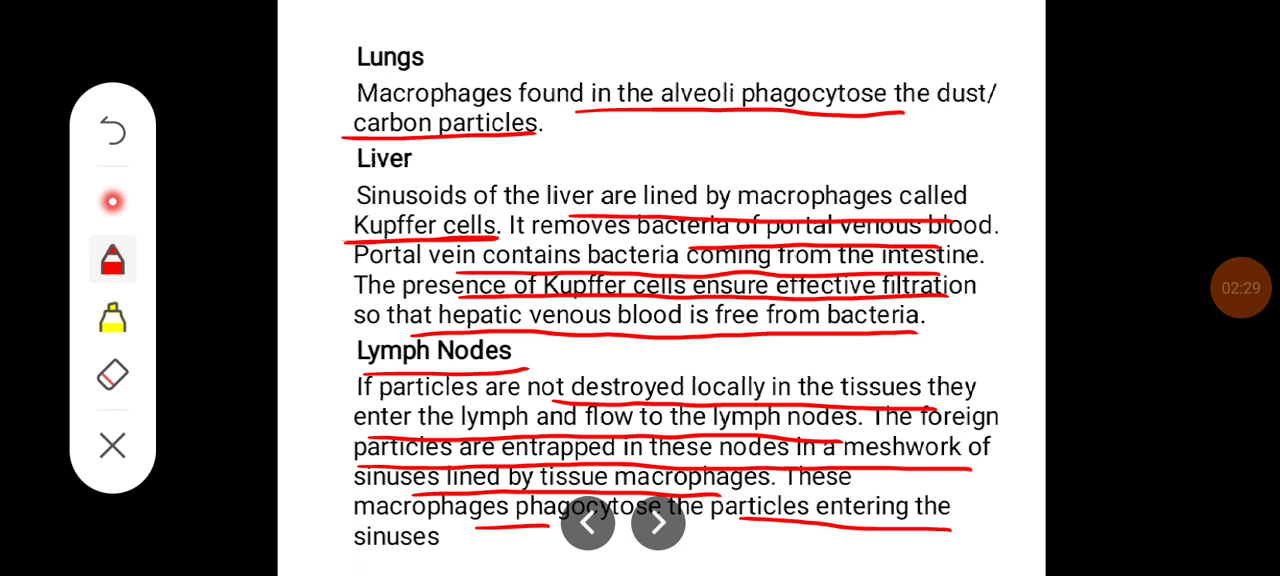 Lungs
Macrophages found in the alveoli phagocytose the dust/
carbon particles.
Liver
Sinusoids of the liver are lined by macrophages called
Kupffer cells. It removes bacteria of portal venous blood.
Portal vein contains bacteria coming from the intestine.
The presence of Kupffer cells ensure effective filtration
so that hepatic venous blood is free from bacteria.
Lymph Nodes
If particles are not destroyed locally in the tissues they
enter the lymph and flow to the lymph nodes. The foreign
particles are entrapped in these nodes in a meshwork of
sinuses lined by tissue macrophages. These
macrophages phagocytose the particles entering the
sinuses
02:29